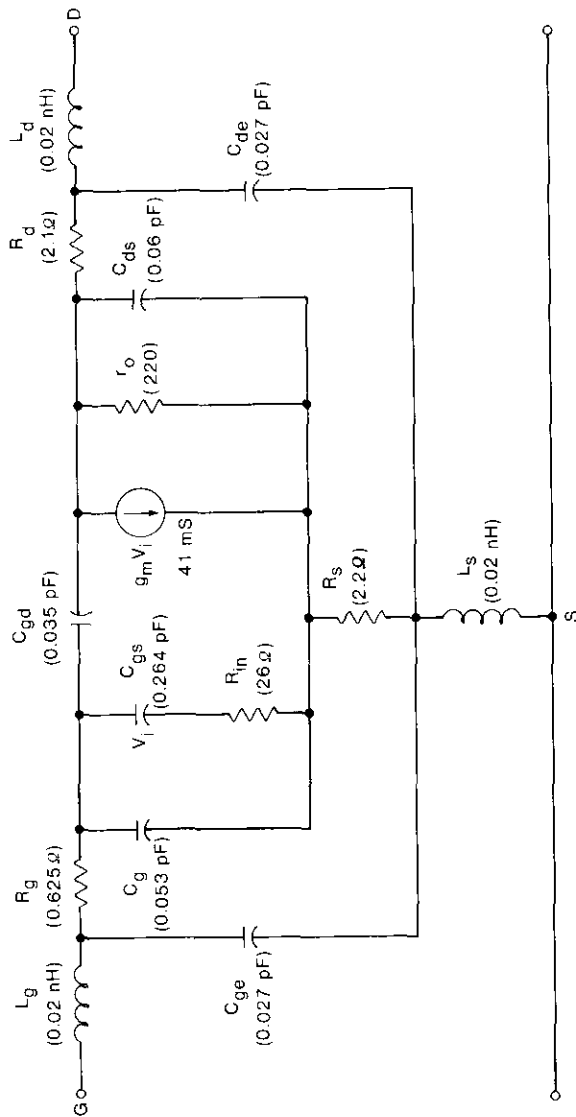 G
L_g
(0.02 nH)
R_g
(0.625Ω)
C_ge
(0.027 pF)
C_g
(0.053 pF)
V_i
C_gs
(0.264 pF)
R_in
(26Ω)
C_gd
(0.035 pF)
g_m V_i
41 mS
r_o
(220)
C_ds
(0.06 pF)
R_d
(2.1Ω)
L_d
(0.02 nH)
D
C_de
(0.027 pF)
R_s
(2.2Ω)
L_s
(0.02 nH)
S